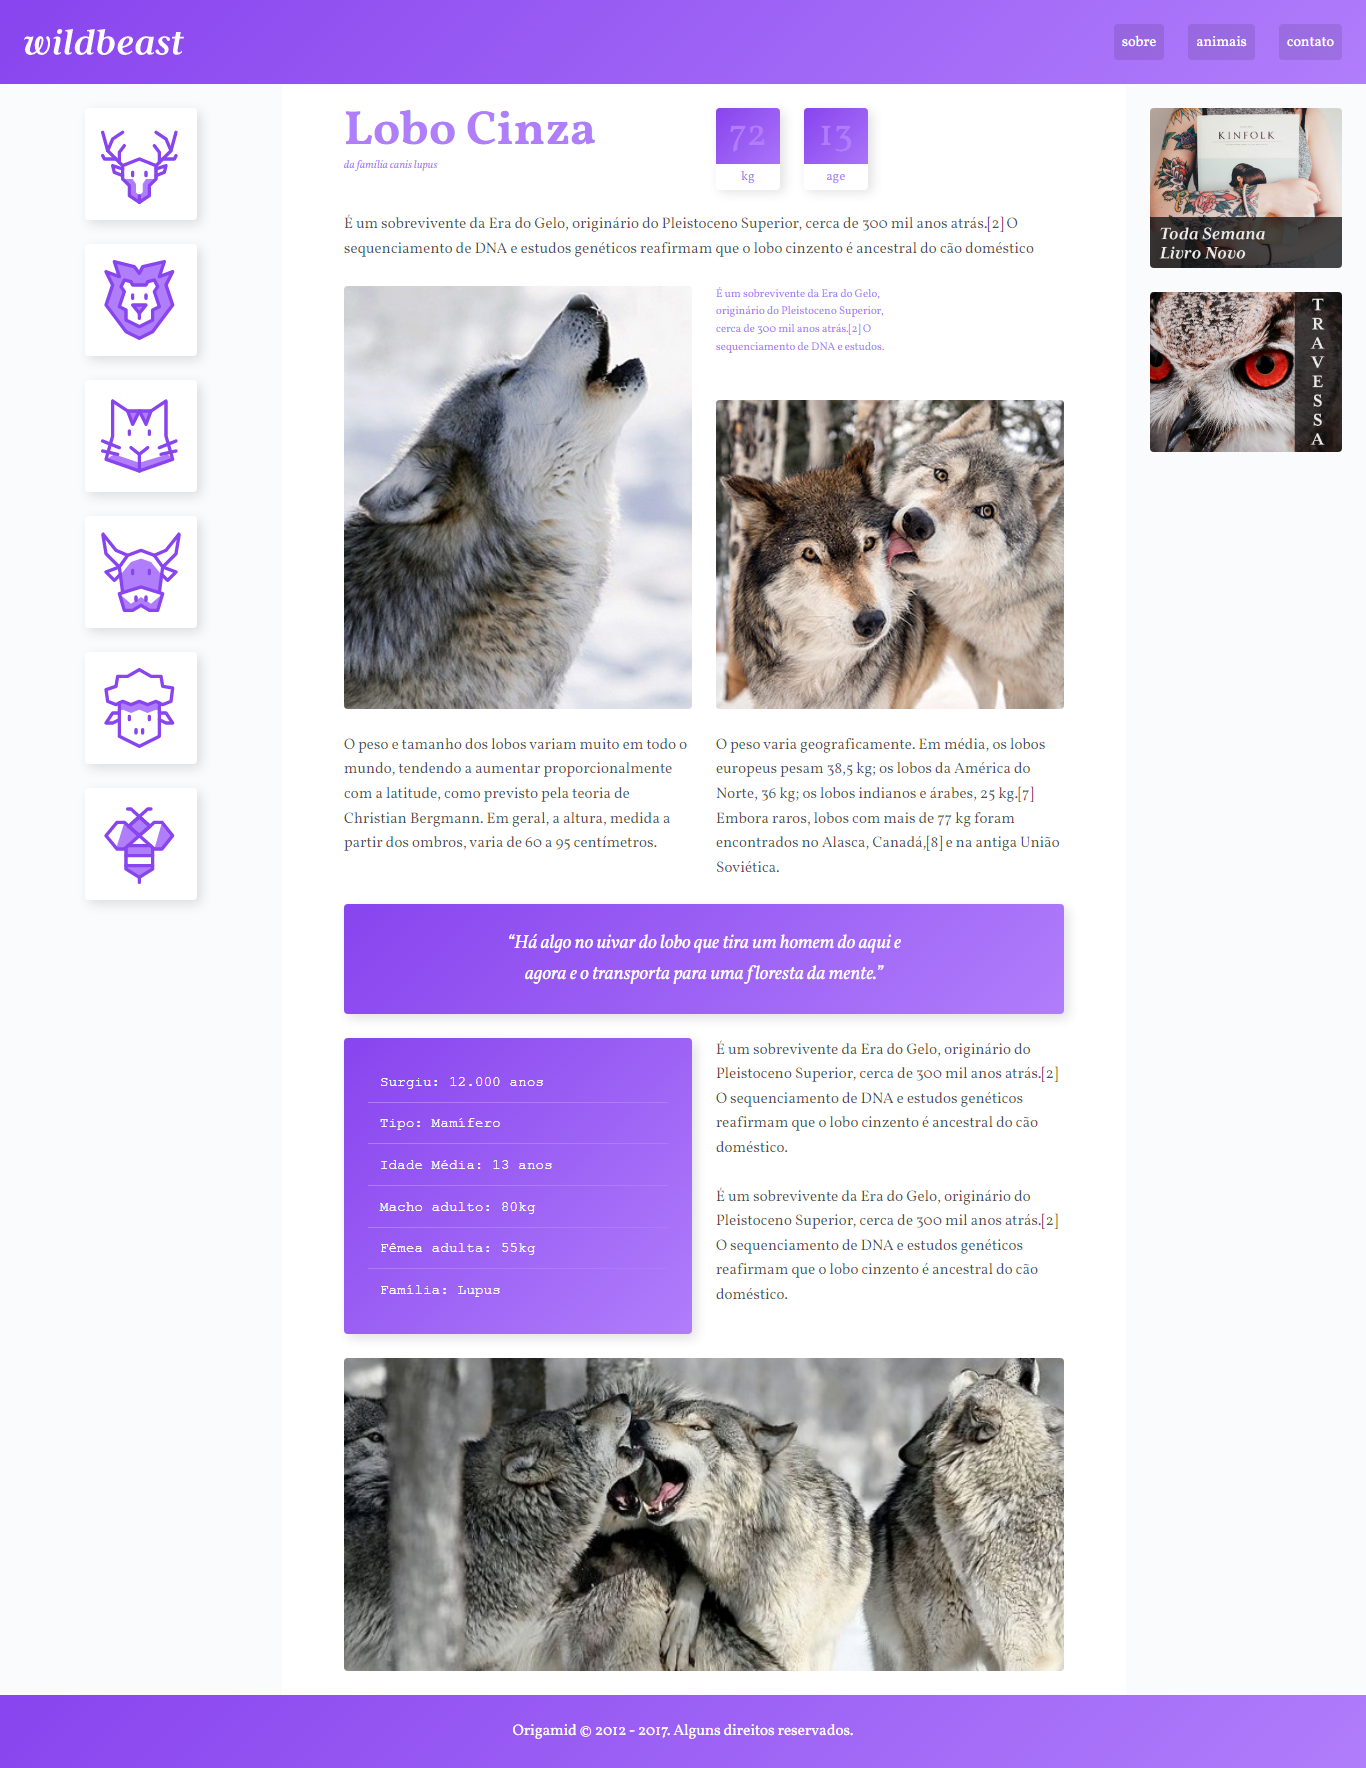 wildbeast
sobre animais contato
Lobo Cinza
da família canis lupus
72
kg
13
age
É um sobrevivente da Era do Gelo, originário do Pleistoceno Superior, cerca de 300 mil anos atrás.[2] O
sequenciamento de DNA e estudos genéticos reafirmam que o lobo cinzento é ancestral do cão doméstico
É um sobrevivente da Era do Gelo,
originário do Pleistoceno Superior,
cerca de 300 mil anos atrás.[2] O
sequenciamento de DNA e estudos.
O peso e tamanho dos lobos variam muito em todo o
mundo, tendendo a aumentar proporcionalmente
com a latitude, como previsto pela teoria de
Christian Bergmann. Em geral, a altura, medida a
partir dos ombros, varia de 60 a 95 centímetros.
O peso varia geograficamente. Em média, os lobos
europeus pesam 38,5 kg; os lobos da América do
Norte, 36 kg; os lobos indianos e árabes, 25 kg.[7]
Embora raros, lobos com mais de 77 kg foram
encontrados no Alasca, Canadá,[8] e na antiga União
Soviética.
“Há algo no uivar do lobo que tira um homem do aqui e
agora e o transporta para uma floresta da mente.”
Surgiu: 12.000 anos
Tipo: Mamífero
Idade Média: 13 anos
Macho adulto: 80kg
Fêmea adulta: 55kg
Família: Lupus
É um sobrevivente da Era do Gelo, originário do
Pleistoceno Superior, cerca de 300 mil anos atrás.[2]
O sequenciamento de DNA e estudos genéticos
reafirmam que o lobo cinzento é ancestral do cão
doméstico.
É um sobrevivente da Era do Gelo, originário do
Pleistoceno Superior, cerca de 300 mil anos atrás.[2]
O sequenciamento de DNA e estudos genéticos
reafirmam que o lobo cinzento é ancestral do cão
doméstico.
KINFOLK
Toda Semana
Livro Novo
TRAVESSA
Origamid © 2012 - 2017. Alguns direitos reservados.